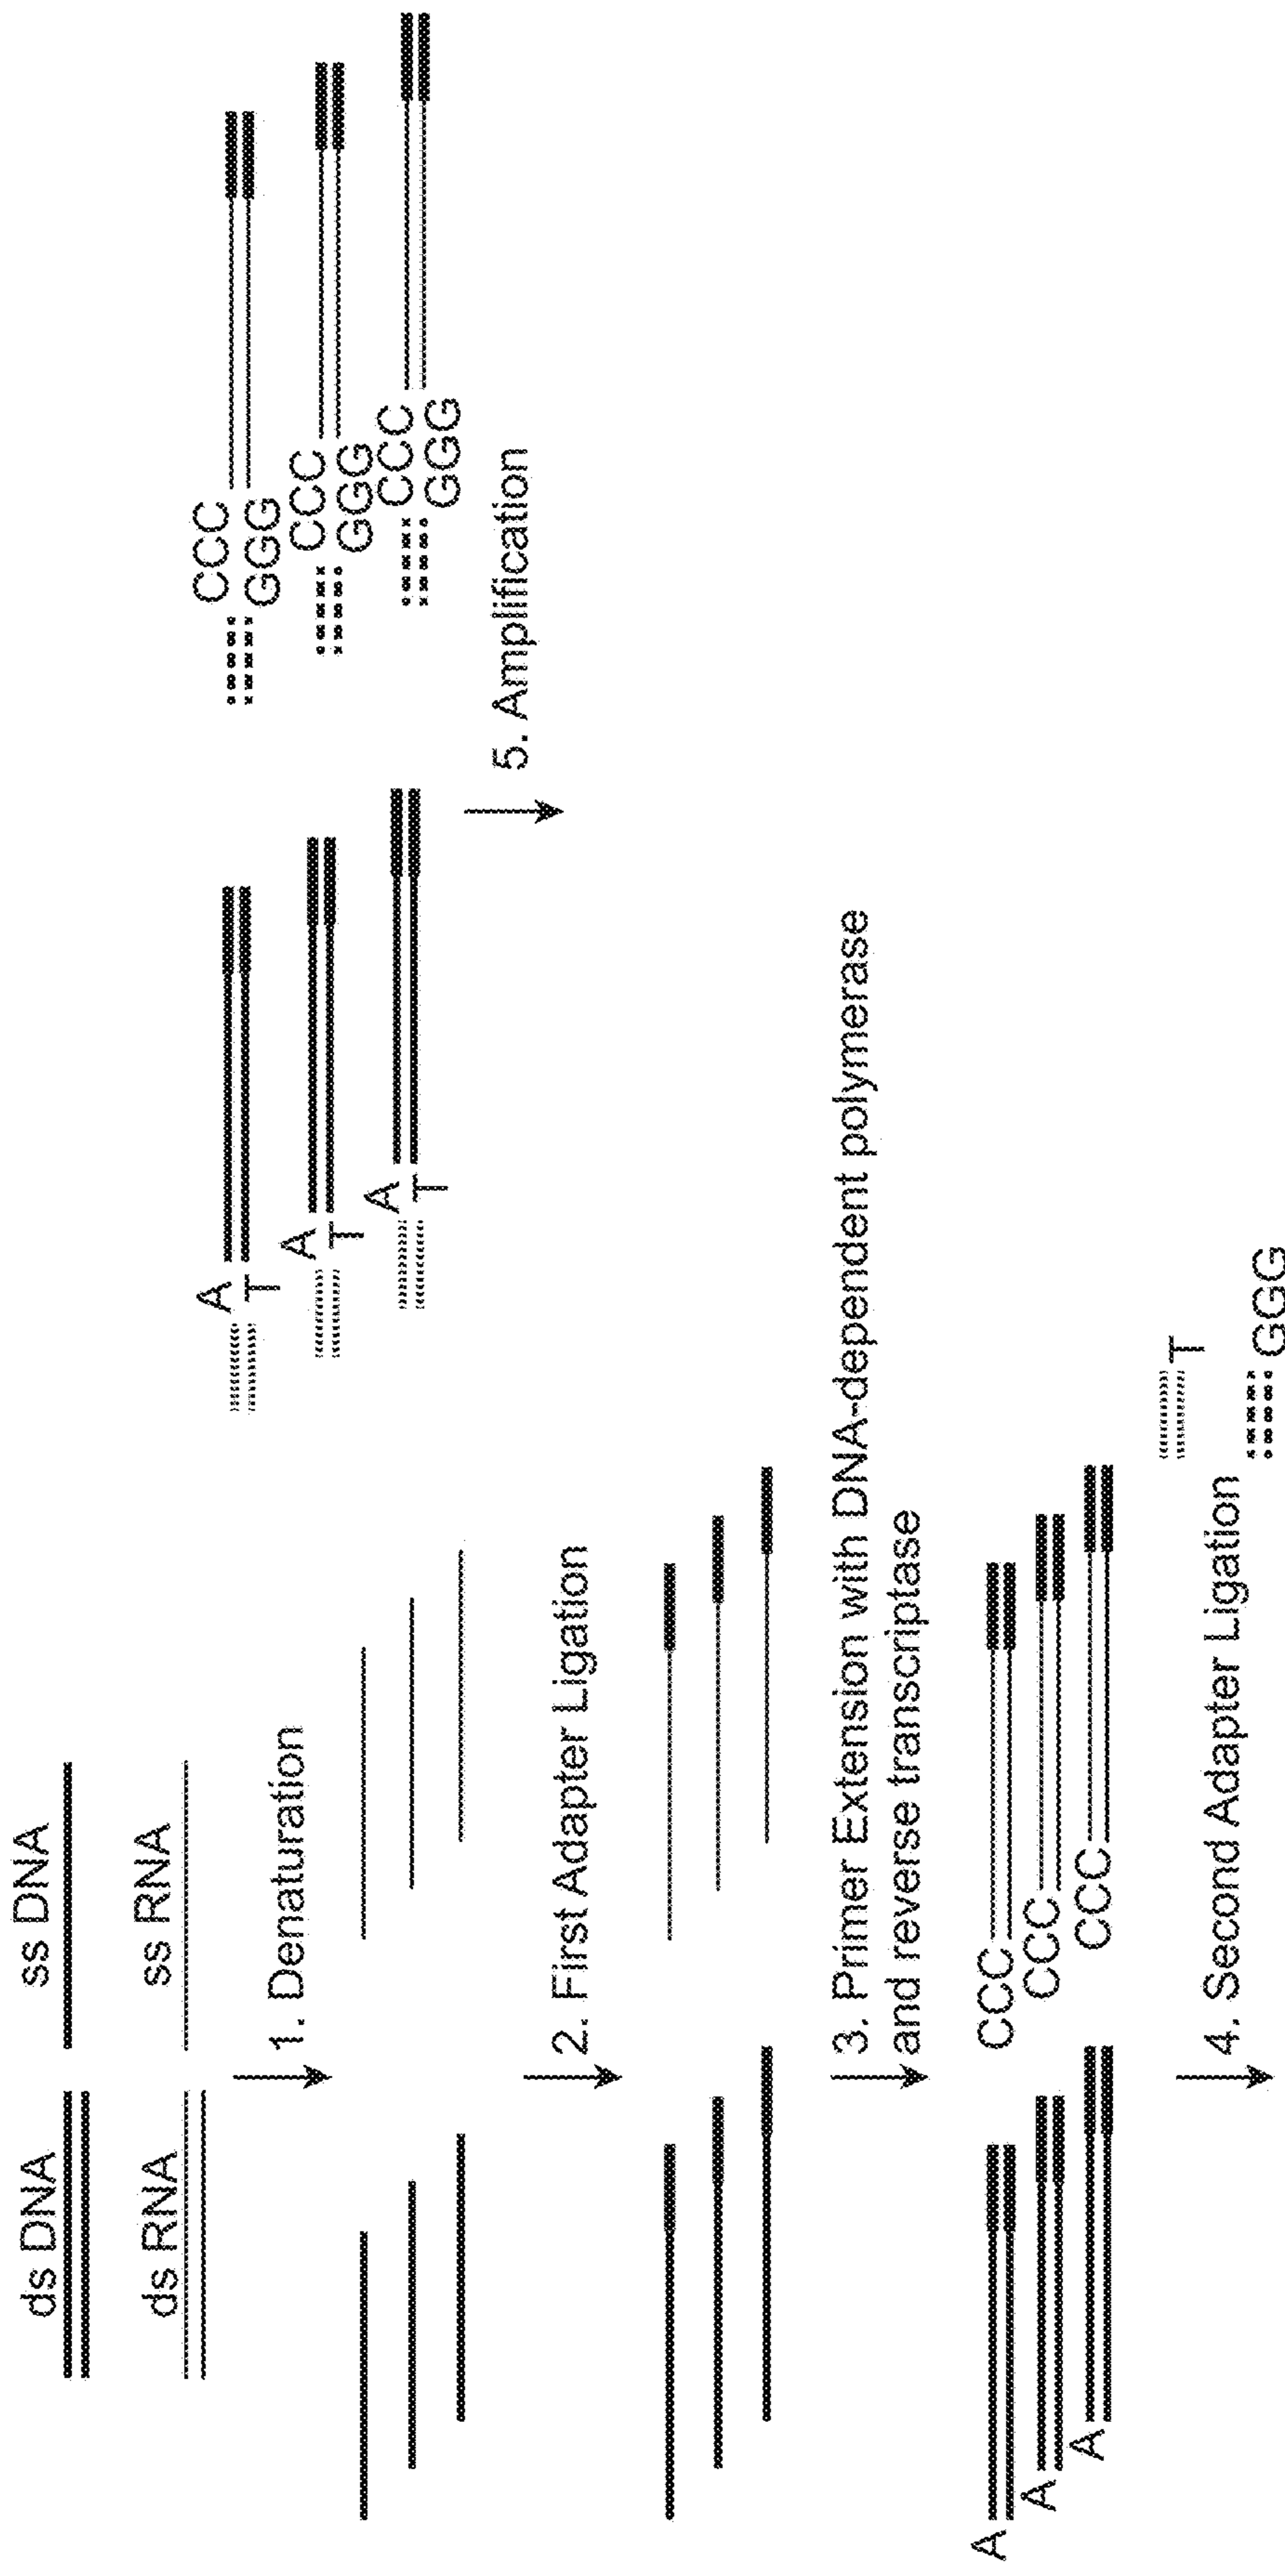 ds DNA
ss DNA
ds RNA
ss RNA
1. Denaturation
2. First Adapter Ligation
3. Primer Extension with DNA-dependent polymerase
and reverse transcriptase
A
A
A
CCC
CCC
CCC
4. Second Adapter Ligation
T
GGG
A
T
A
T
A
T
CCC
GGG
CCC
GGG
CCC
GGG
5. Amplification